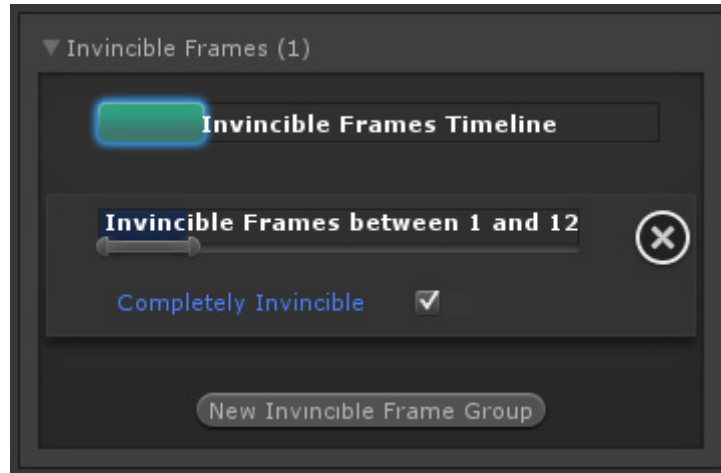 Invincible Frames (1)
Invincible Frames Timeline
Invincible Frames between 1 and 12
Completely Invincible
New Invincible Frame Group